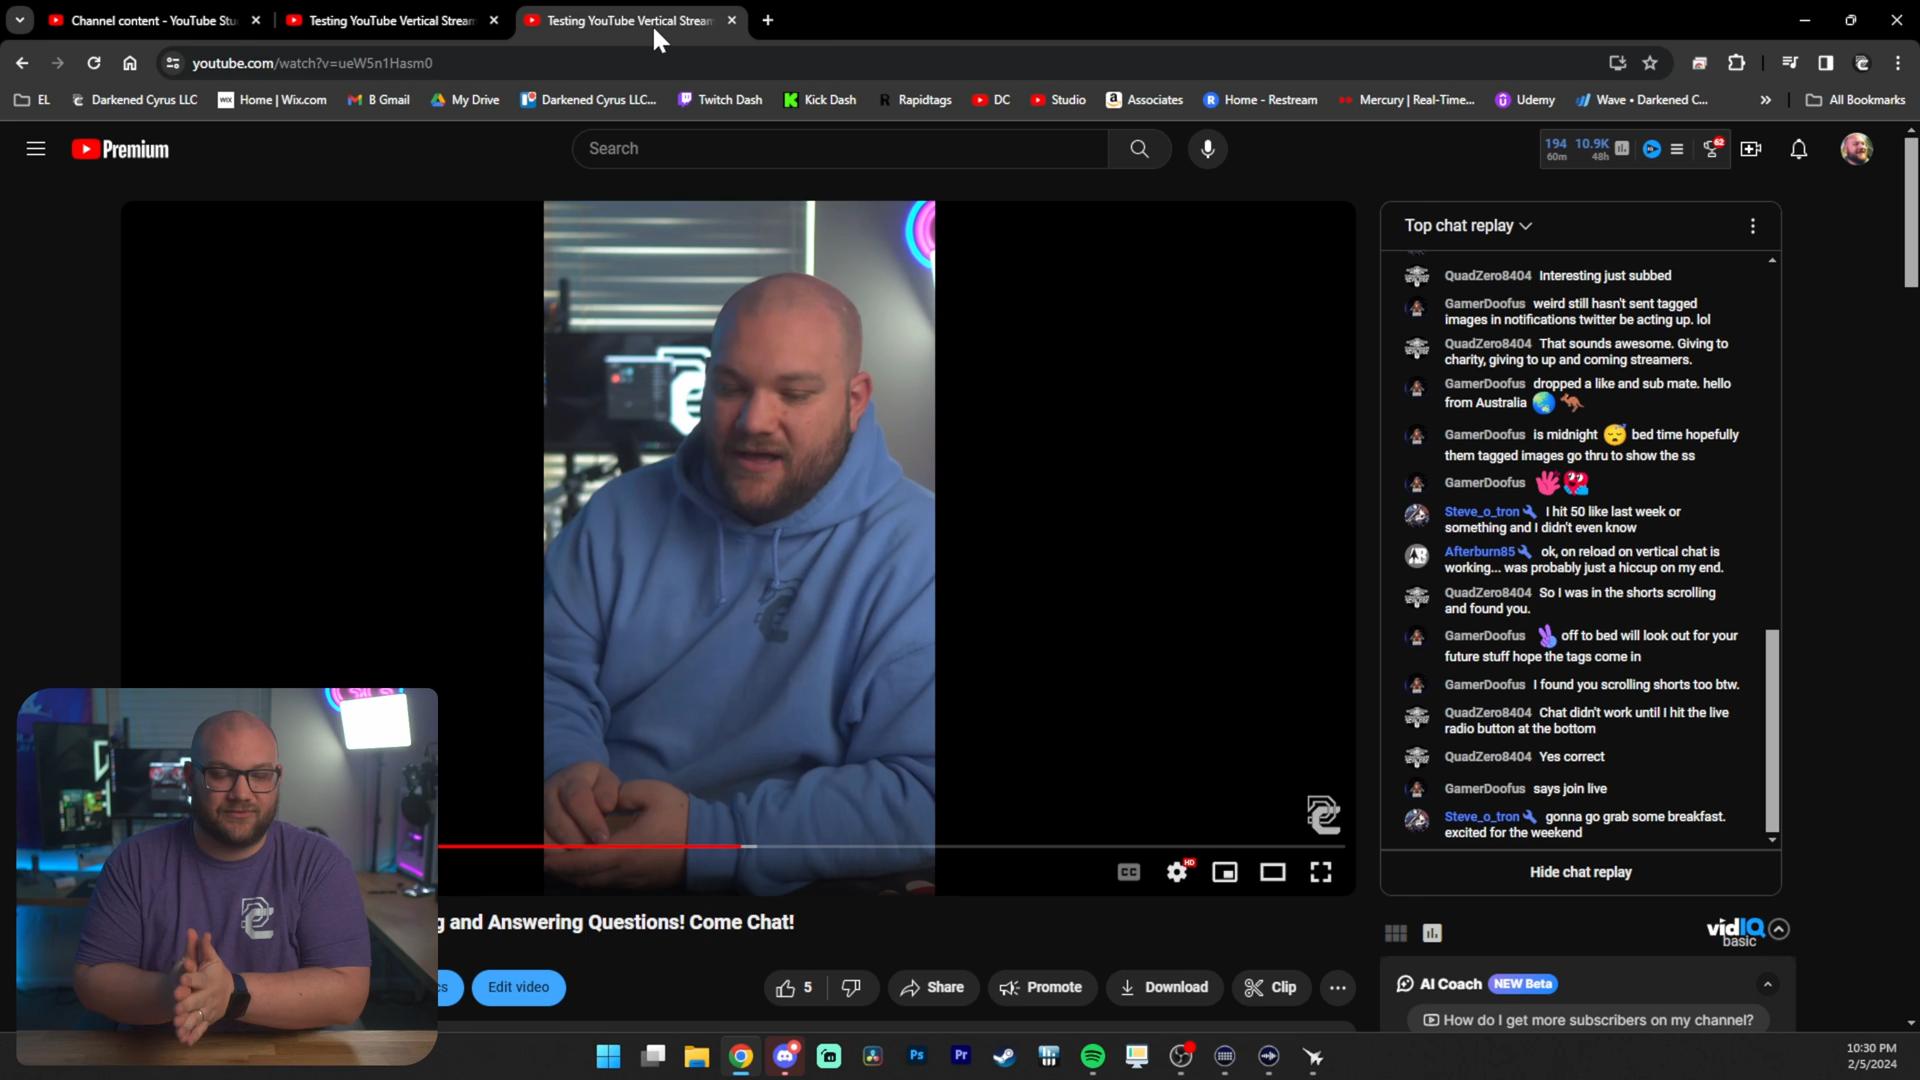 Channel content - YouTube Stu
Testing YouTube Vertical Stream
Testing YouTube Vertical Stream
youtube.com/watch?v=ueW5n1Hasm0
EL
Darkened Cyrus LLC
Home | Wix.com
B Gmail
My Drive
Darkened Cyrus LLC...
Twitch Dash
Kick Dash
Rapidtags
DC
Studio
Associates
Home - Restream
Mercury | Real-Time...
Udemy
Wave • Darkened C...
All Bookmarks
Premium
Search
194 10.9K
60m 48h
62
Top chat replay
QuadZero8404 Interesting just subbed
GamerDoofus weird still hasn't sent tagged
images in notifications twitter be acting up. lol
QuadZero8404 That sounds awesome. Giving to
charity, giving to up and coming streamers.
GamerDoofus dropped a like and sub mate. hello
from Australia 🌏 🦘
GamerDoofus is midnight 😴 bed time hopefully
them tagged images go thru to show the ss
GamerDoofus
Steve_o_tron I hit 50 like last week or
something and I didn't even know
Afterburn85 ok, on reload on vertical chat is
working... was probably just a hiccup on my end.
QuadZero8404 So I was in the shorts scrolling
and found you.
GamerDoofus ✌ off to bed will look out for your
future stuff hope the tags come in
GamerDoofus I found you scrolling shorts too btw.
QuadZero8404 Chat didn't work until I hit the live
radio button at the bottom
QuadZero8404 Yes correct
GamerDoofus says join live
Steve_o_tron gonna go grab some breakfast.
excited for the weekend
Hide chat replay
CC
HD
g and Answering Questions! Come Chat!
cs
Edit video
5
Share
Promote
Download
Clip
vidIQ
basic
AI Coach NEW Beta
How do I get more subscribers on my channel?
Ps
Pr
10:30 PM
2/5/2024